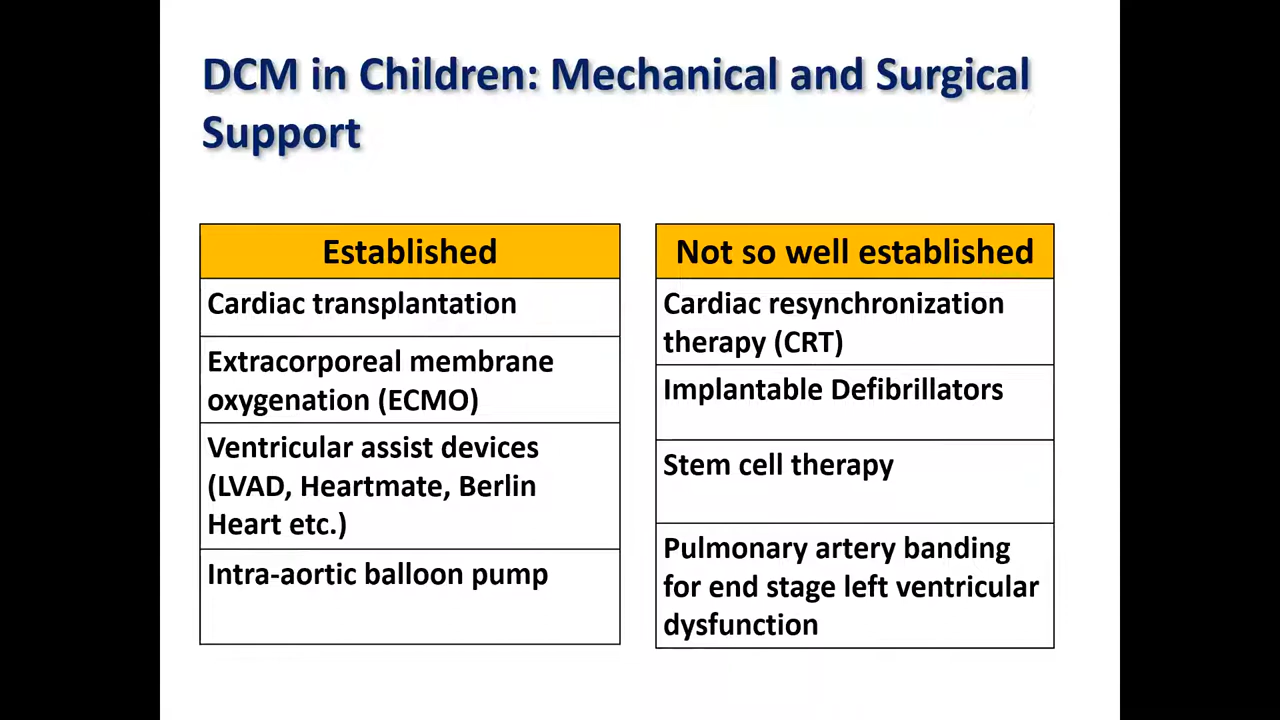 DCM in Children: Mechanical and Surgical
Support
Established
Cardiac transplantation
Extracorporeal membrane
oxygenation (ECMO)
Ventricular assist devices
(LVAD, Heartmate, Berlin
Heart etc.)
Intra-aortic balloon pump
Not so well established
Cardiac resynchronization
therapy (CRT)
Implantable Defibrillators
Stem cell therapy
Pulmonary artery banding
for end stage left ventricular
dysfunction